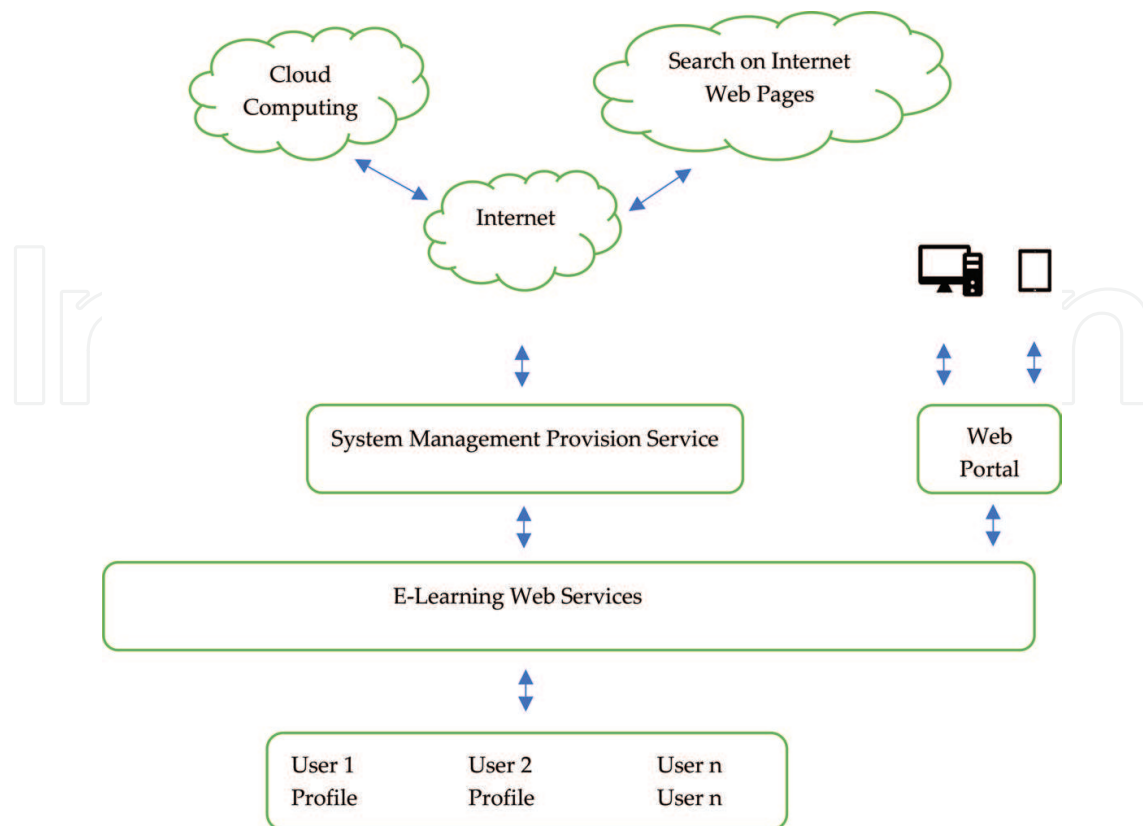 Cloud
Computing
Search on Internet
Web Pages
Internet
System Management Provision Service
Web
Portal
E-Learning Web Services
User 1
Profile
User 2
Profile
User n
User n